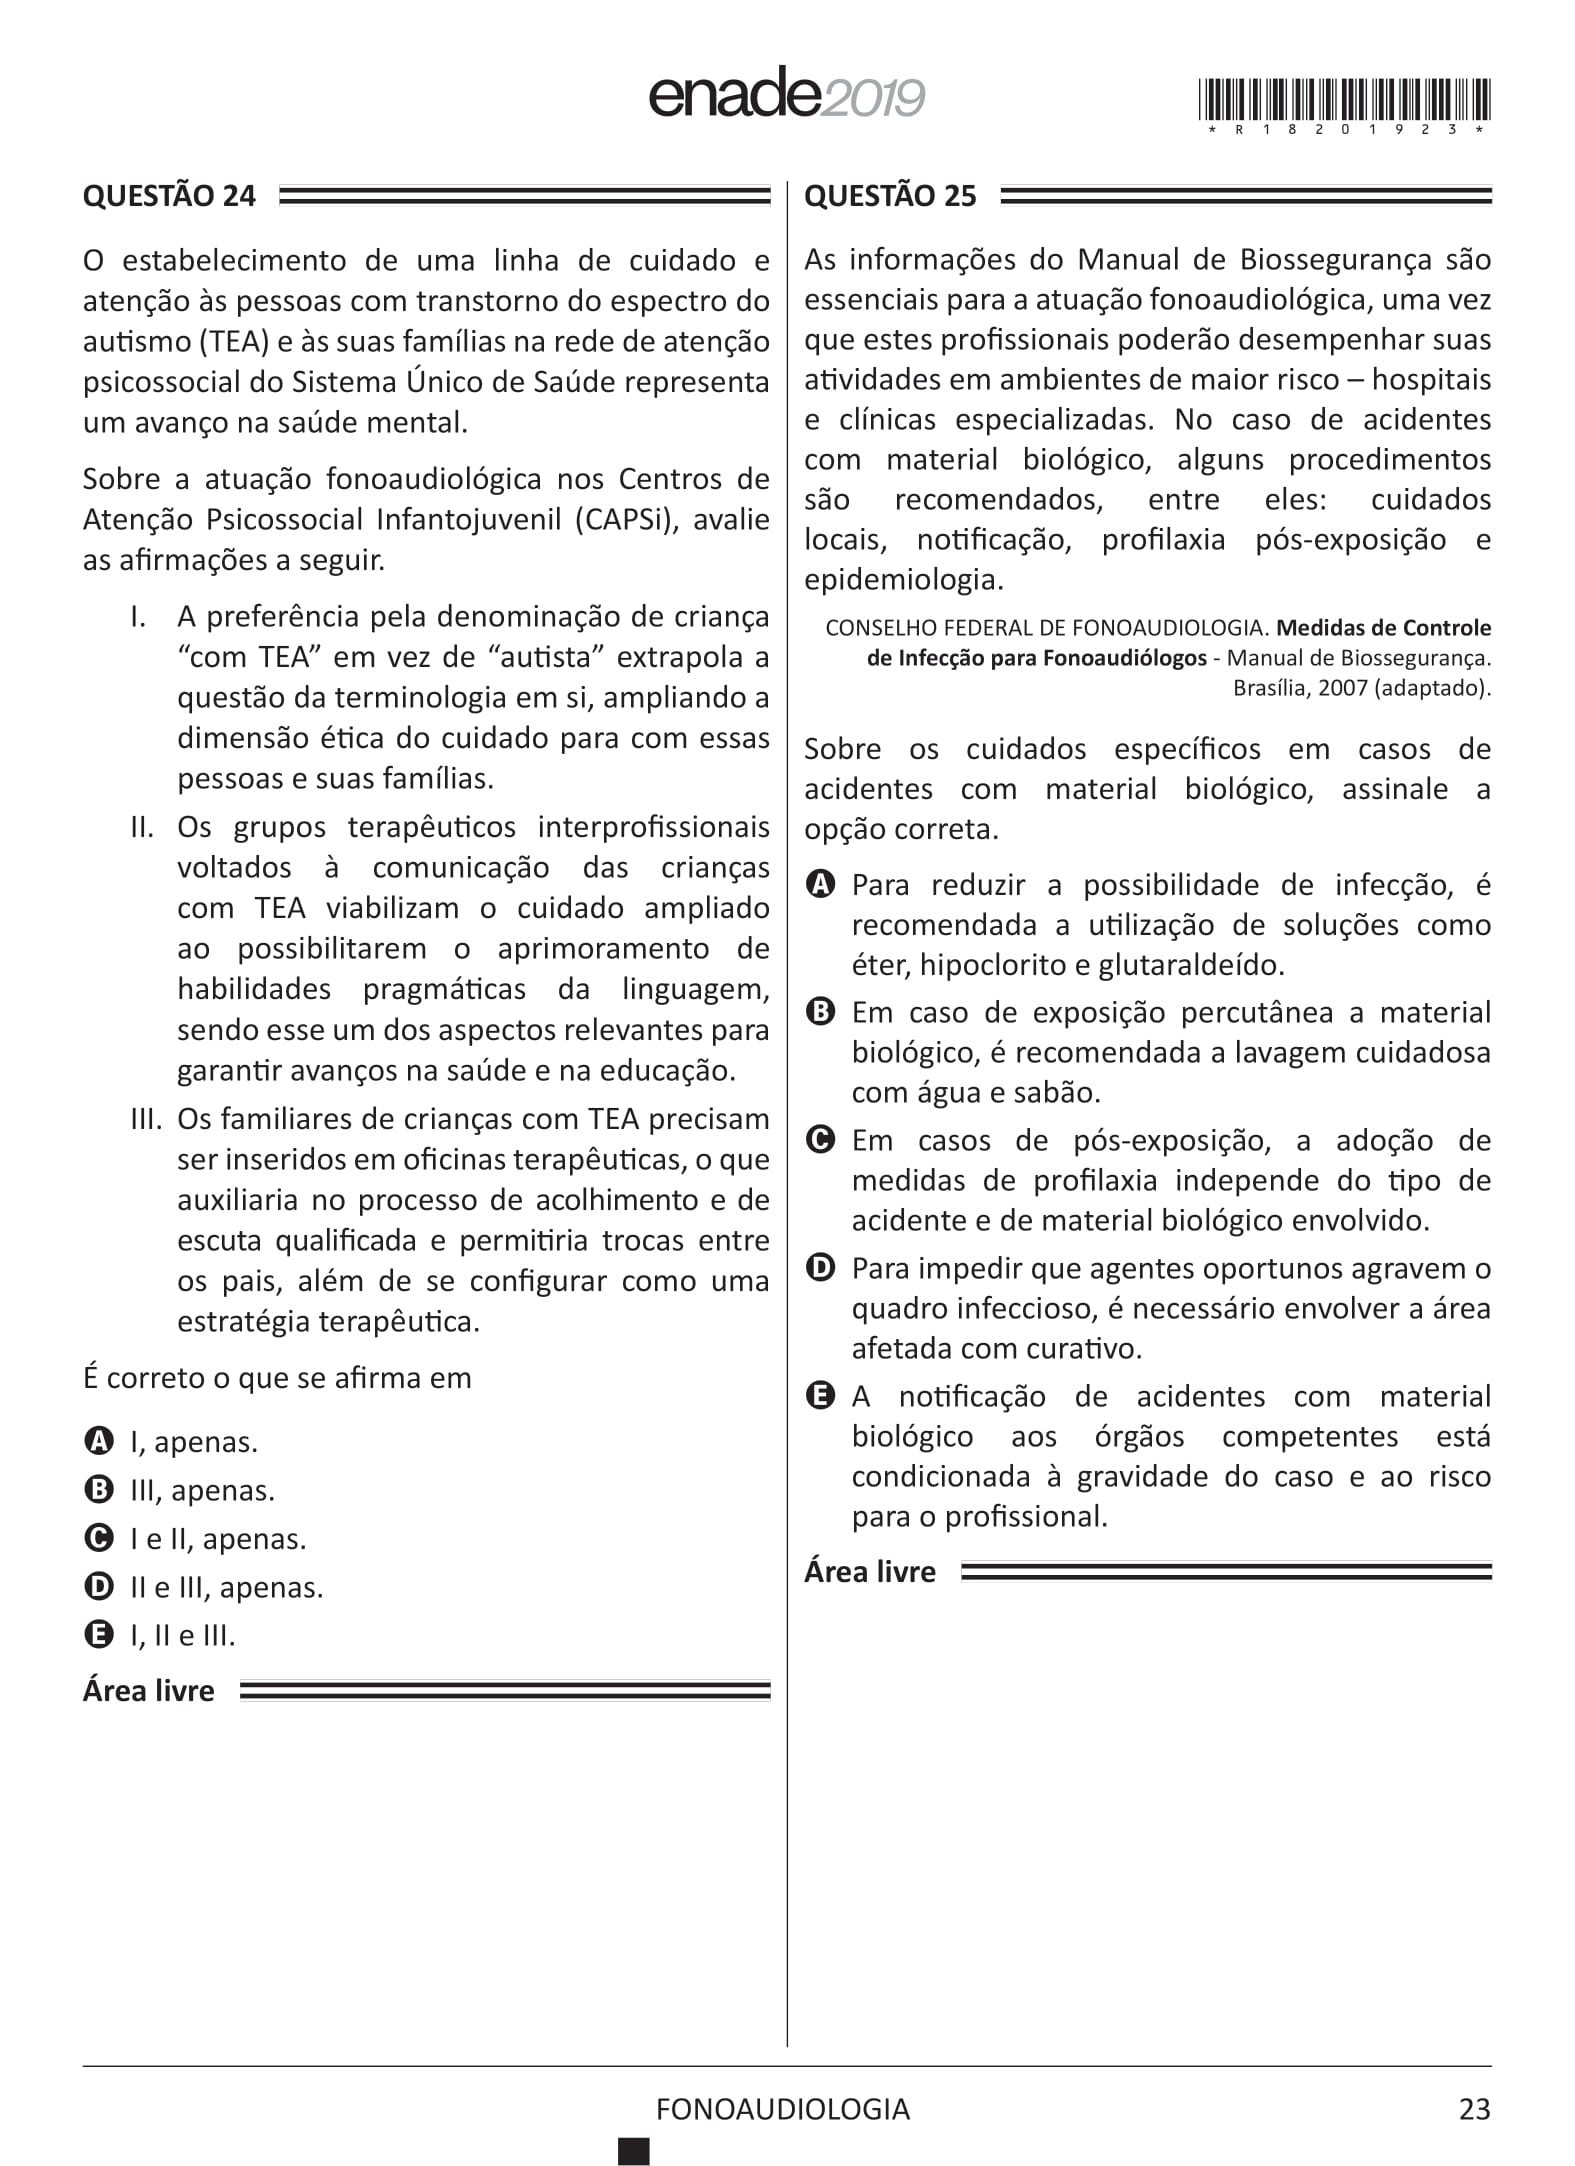 enade2019
*R18201923*
QUESTÃO 24
O estabelecimento de uma linha de cuidado e
atenção às pessoas com transtorno do espectro do
autismo (TEA) e às suas famílias na rede de atenção
psicossocial do Sistema Único de Saúde representa
um avanço na saúde mental.
Sobre a atuação fonoaudiológica nos Centros de
Atenção Psicossocial Infantojuvenil (CAPSi), avalie
as afirmações a seguir.
I. A preferência pela denominação de criança
“com TEA” em vez de “autista” extrapola a
questão da terminologia em si, ampliando a
dimensão ética do cuidado para com essas
pessoas e suas famílias.
II. Os grupos terapêuticos interprofissionais
voltados à comunicação das crianças
com TEA viabilizam o cuidado ampliado
ao possibilitarem o aprimoramento de
habilidades pragmáticas da linguagem,
sendo esse um dos aspectos relevantes para
garantir avanços na saúde e na educação.
III. Os familiares de crianças com TEA precisam
ser inseridos em oficinas terapêuticas, o que
auxiliaria no processo de acolhimento e de
escuta qualificada e permitiria trocas entre
os pais, além de se configurar como uma
estratégia terapêutica.
É correto o que se afirma em
A I, apenas.
B III, apenas.
C I e II, apenas.
D II e III, apenas.
E I, II e III.
Área livre
QUESTÃO 25
As informações do Manual de Biossegurança são
essenciais para a atuação fonoaudiológica, uma vez
que estes profissionais poderão desempenhar suas
atividades em ambientes de maior risco – hospitais
e clínicas especializadas. No caso de acidentes
com material biológico, alguns procedimentos
são recomendados, entre eles: cuidados
locais, notificação, profilaxia pós-exposição e
epidemiologia.
CONSELHO FEDERAL DE FONOAUDIOLOGIA. Medidas de Controle
de Infecção para Fonoaudiólogos - Manual de Biossegurança.
Brasília, 2007 (adaptado).
Sobre os cuidados específicos em casos de
acidentes com material biológico, assinale a
opção correta.
A Para reduzir a possibilidade de infecção, é
recomendada a utilização de soluções como
éter, hipoclorito e glutaraldeído.
B Em caso de exposição percutânea a material
biológico, é recomendada a lavagem cuidadosa
com água e sabão.
C Em casos de pós-exposição, a adoção de
medidas de profilaxia independe do tipo de
acidente e de material biológico envolvido.
D Para impedir que agentes oportunos agravem o
quadro infeccioso, é necessário envolver a área
afetada com curativo.
E A notificação de acidentes com material
biológico aos órgãos competentes está
condicionada à gravidade do caso e ao risco
para o profissional.
Área livre
FONOAUDIOLOGIA
23